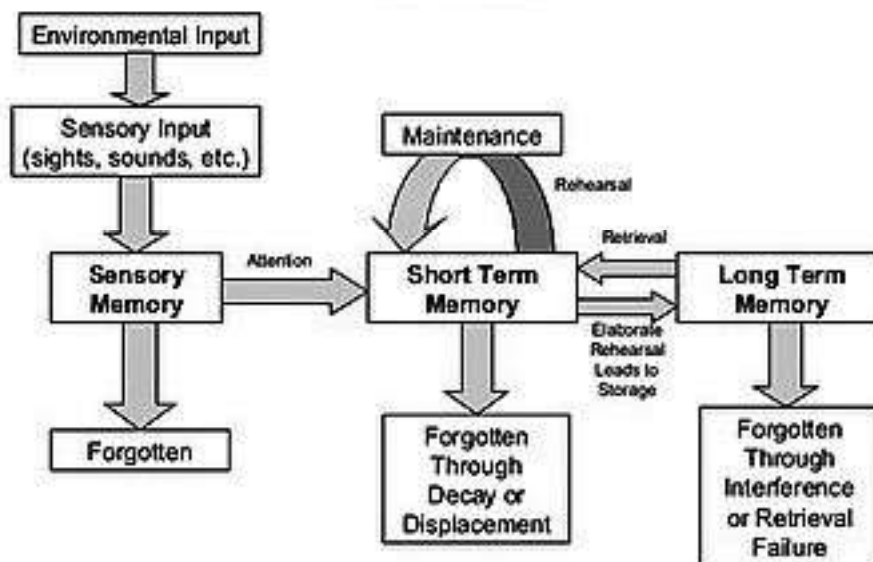 Environmental Input
Sensory Input
(sights, sounds, etc.)
Maintenance
Rehearsal
Attention
Retrieval
Sensory
Memory
Short Term
Memory
Long Term
Memory
Elaborate
Rehearsal
Leads to
Storage
Forgotten
Forgotten
Through
Decay or
Displacement
Forgotten
Through
Interference
or Retrieval
Failure